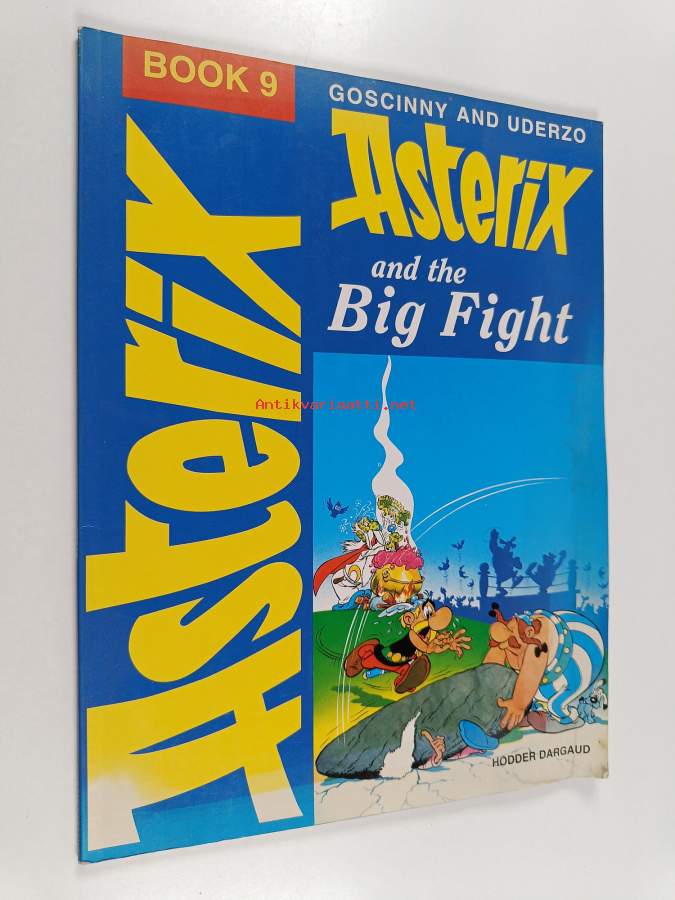 BOOK 9
Asterix
GOSCINNY AND UDERZO
Asterix
and the
Big Fight
Antikvariaatti.net
HODDER DARGAUD